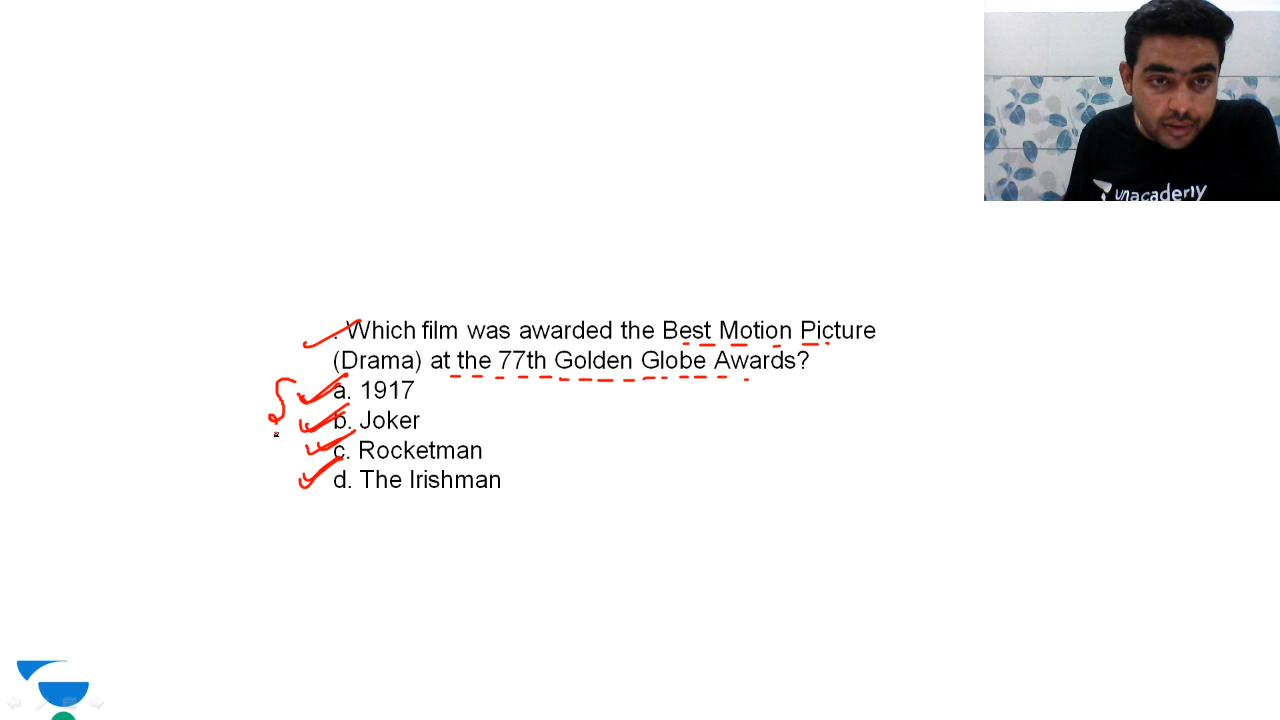 unacademy
. Which film was awarded the Best Motion Picture
(Drama) at the 77th Golden Globe Awards?
a. 1917
b. Joker
c. Rocketman
d. The Irishman